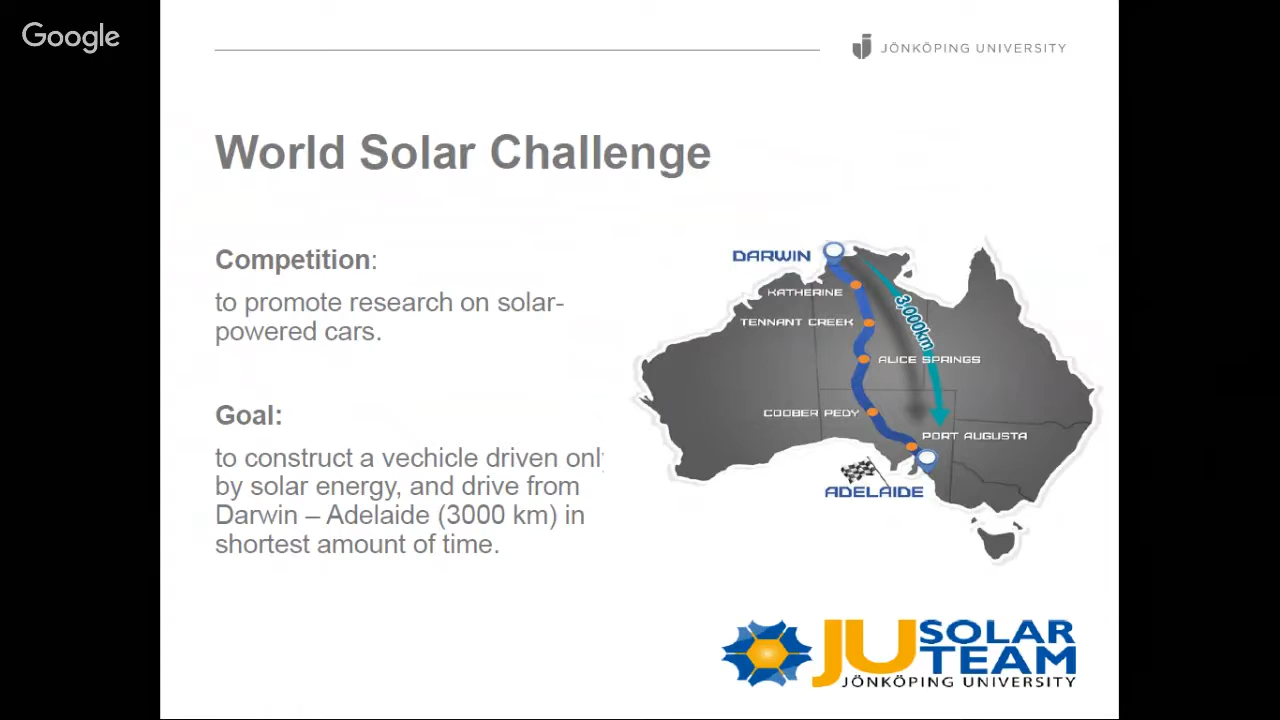 Google
JÖNKÖPING UNIVERSITY
World Solar Challenge
Competition:
to promote research on solar-
powered cars.
Goal:
to construct a vechicle driven only
by solar energy, and drive from
Darwin – Adelaide (3000 km) in
shortest amount of time.
DARWIN
KATHERINE
3,000km
TENNANT CREEK
ALICE SPRINGS
COOBER PEDY
PORT AUGUSTA
ADELAIDE
JU SOLAR
TEAM
JÖNKÖPING UNIVERSITY